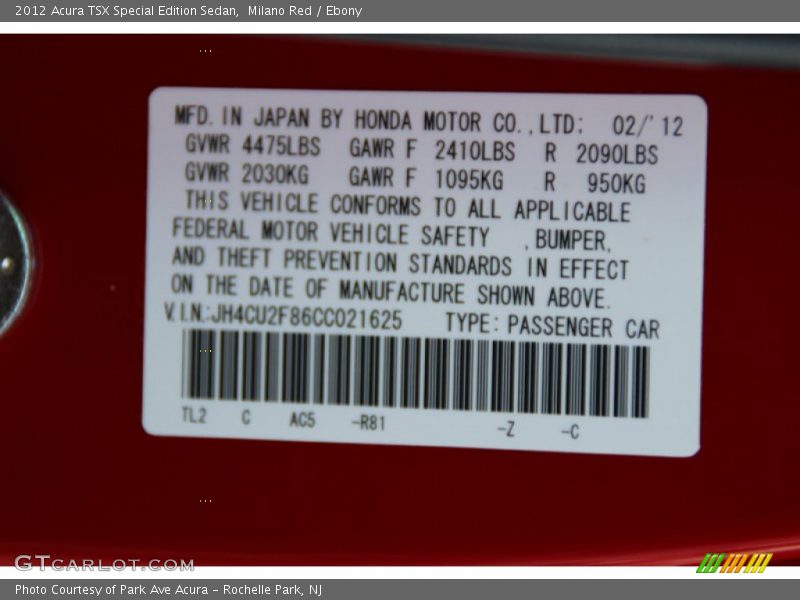 2012 Acura TSX Special Edition Sedan,  Milano Red / Ebony
MFD. IN JAPAN BY HONDA MOTOR CO.,LTD: 02/'12
GVWR 4475LBS GAWR F 2410LBS R 2090LBS
GVWR 2030KG GAWR F 1095KG R 950KG
THIS VEHICLE CONFORMS TO ALL APPLICABLE
FEDERAL MOTOR VEHICLE SAFETY ,BUMPER,
AND THEFT PREVENTION STANDARDS IN EFFECT
ON THE DATE OF MANUFACTURE SHOWN ABOVE.
V.I.N.:JH4CU2F86CC021625 TYPE: PASSENGER CAR
TL2 C AC5 -R81 -Z -C
GTCARLOT.COM
Photo Courtesy of Park Ave Acura - Rochelle Park, NJ